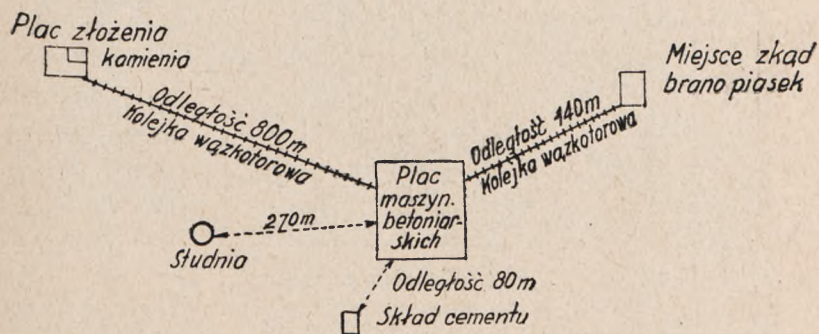 Plac złożenia
kamienia
Miejsce zkąd
brano piasek
Odległość 800m
Kolejka wązkotorowa
Odległość 140m
Kolejka wązkotorowa
Plac
maszyn.
betoniar-
skich
270m
Studnia
Odległość 80m
Skład cementu